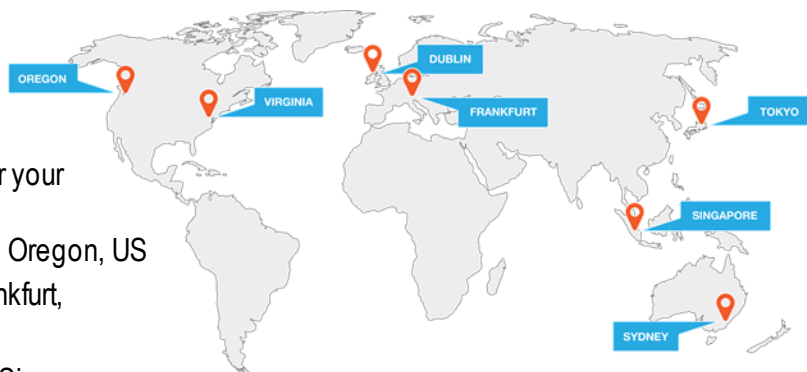 OREGON
VIRGINIA
DUBLIN
FRANKFURT
TOKYO
r your
SINGAPORE
Oregon, US
nkfurt,
SYDNEY